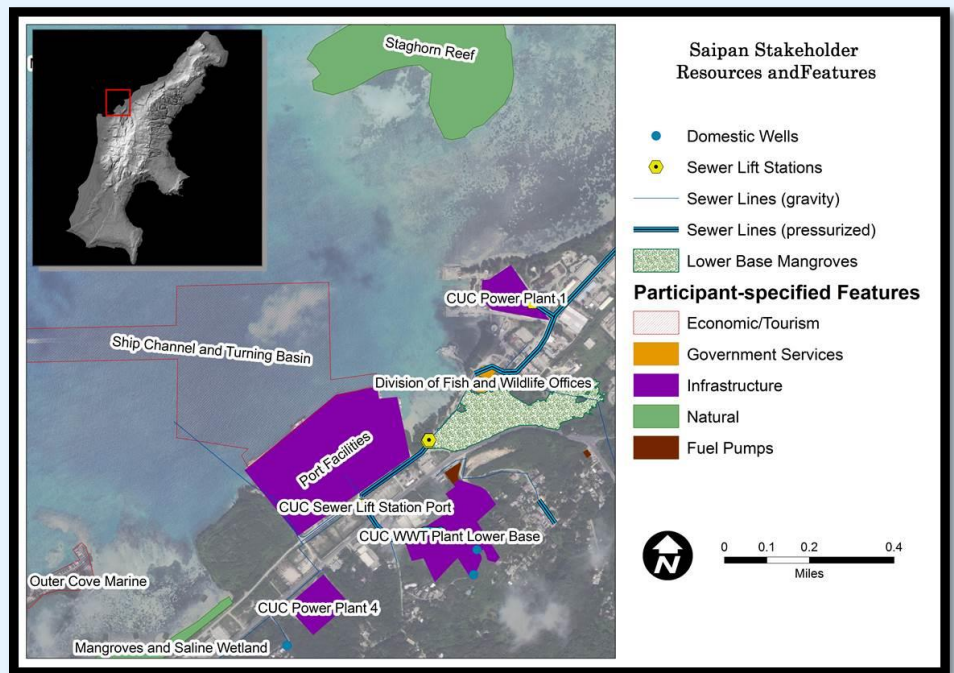 Saipan Stakeholder
Resources andFeatures
Domestic Wells
Sewer Lift Stations
Sewer Lines (gravity)
Sewer Lines (pressurized)
Lower Base Mangroves
Participant-specified Features
Economic/Tourism
Government Services
Infrastructure
Natural
Fuel Pumps
N
0 0.1 0.2 0.4
Miles
Staghorn Reef
CUC Power Plant 1
Ship Channel and Turning Basin
Division of Fish and Wildlife Offices
Port Facilities
CUC Sewer Lift Station Port
CUC WWT Plant Lower Base
Outer Cove Marine
CUC Power Plant 4
Mangroves and Saline Wetland